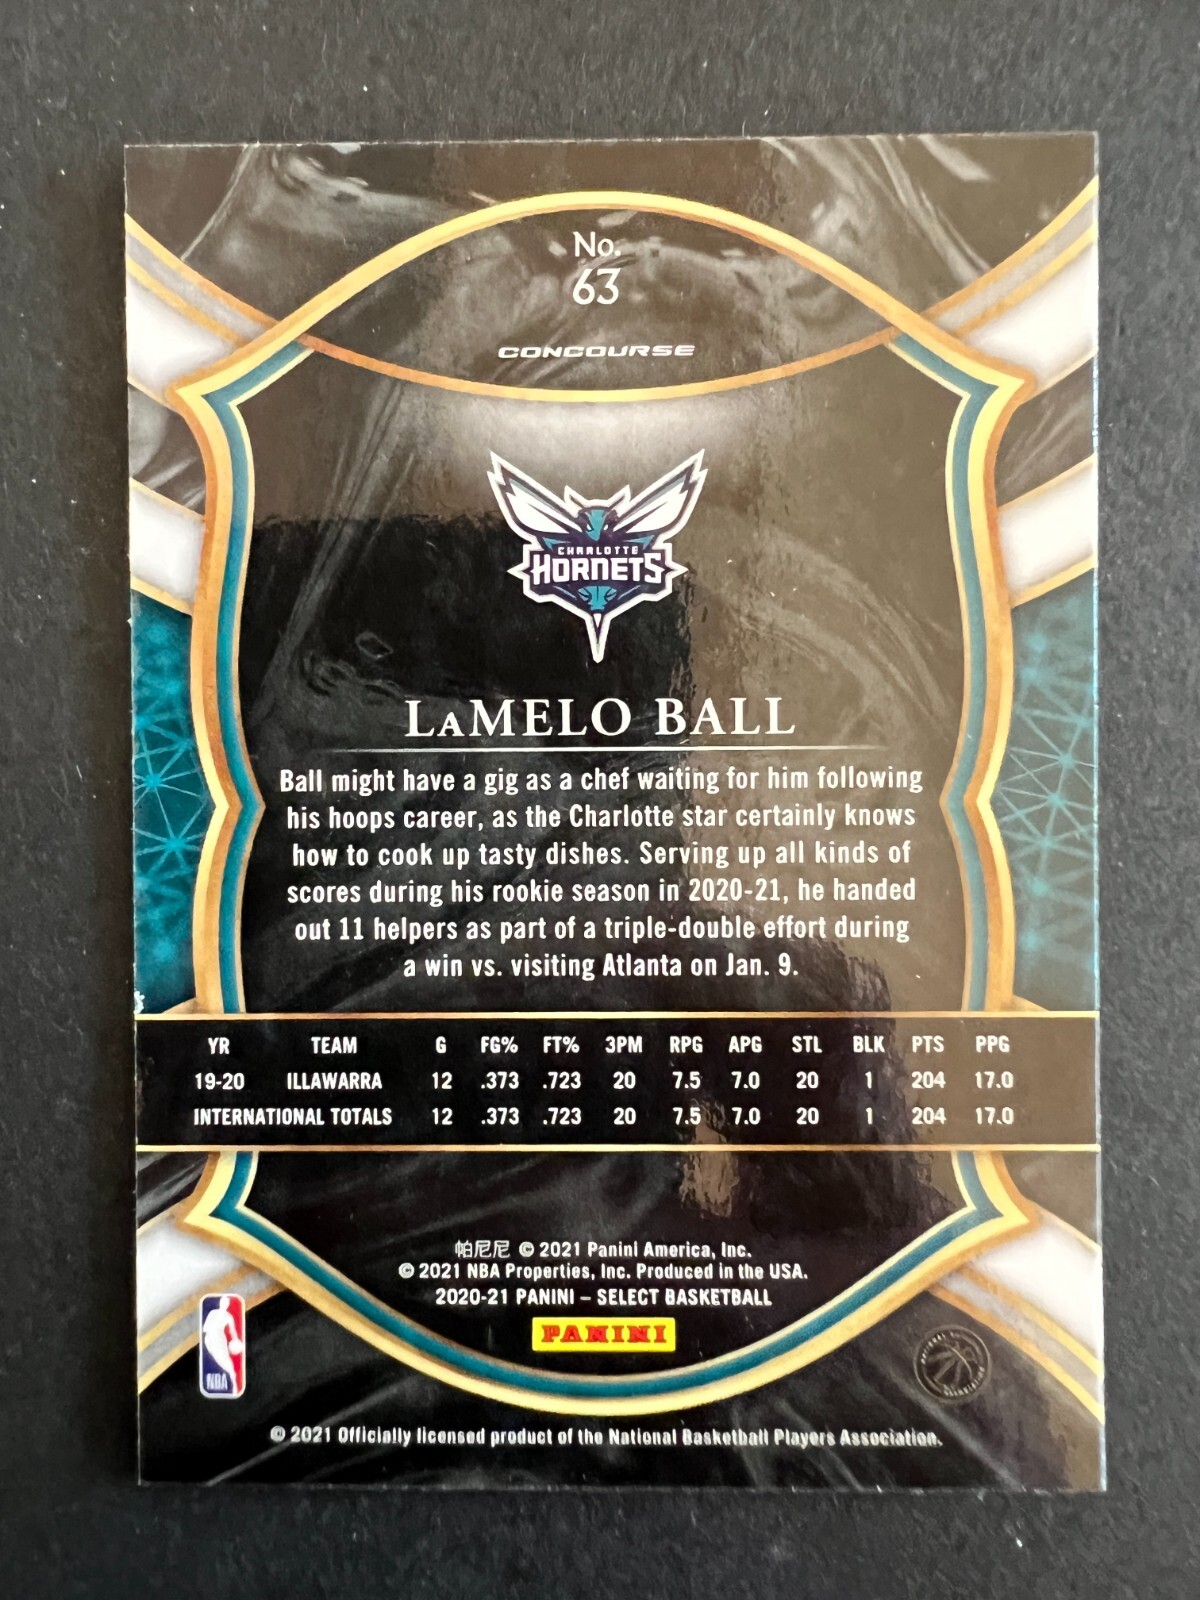 No.
63
CONCOURSE
CHARLOTTE
HORNETS
LaMELO BALL
Ball might have a gig as a chef waiting for him following
his hoops career, as the Charlotte star certainly knows
how to cook up tasty dishes. Serving up all kinds of
scores during his rookie season in 2020-21, he handed
out 11 helpers as part of a triple-double effort during
a win vs. visiting Atlanta on Jan. 9.
YR TEAM G FG% FT% 3PM RPG APG STL BLK PTS PPG
19-20 ILLAWARRA 12 .373 .723 20 7.5 7.0 20 1 204 17.0
INTERNATIONAL TOTALS 12 .373 .723 20 7.5 7.0 20 1 204 17.0
帕尼尼 © 2021 Panini America, Inc.
© 2021 NBA Properties, Inc. Produced in the USA.
2020-21 PANINI – SELECT BASKETBALL
PANINI
NBA
© 2021 Officially licensed product of the National Basketball Players Association.